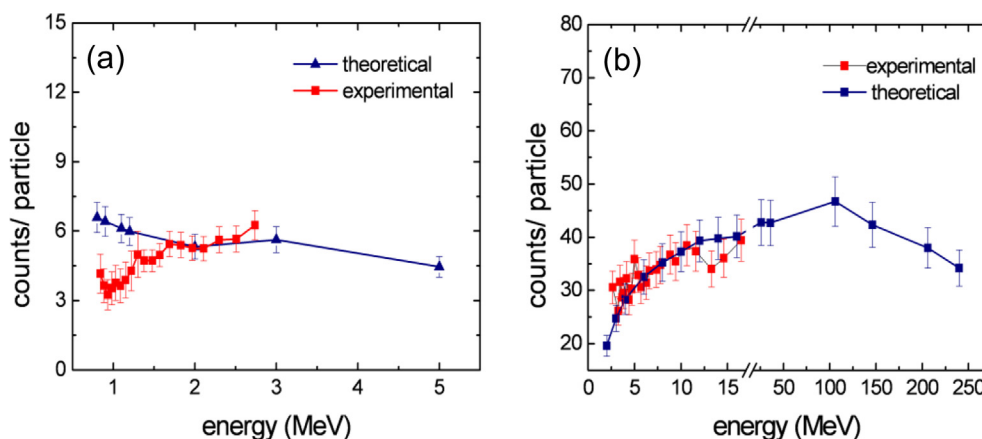 (a)
theoretical
experimental
counts/ particle
15
12
9
6
3
0
1 2 3 4 5
energy (MeV)
(b)
experimental
theoretical
counts/ particle
80
70
60
50
40
30
20
0 5 10 15 50 100 150 200 250
energy (MeV)